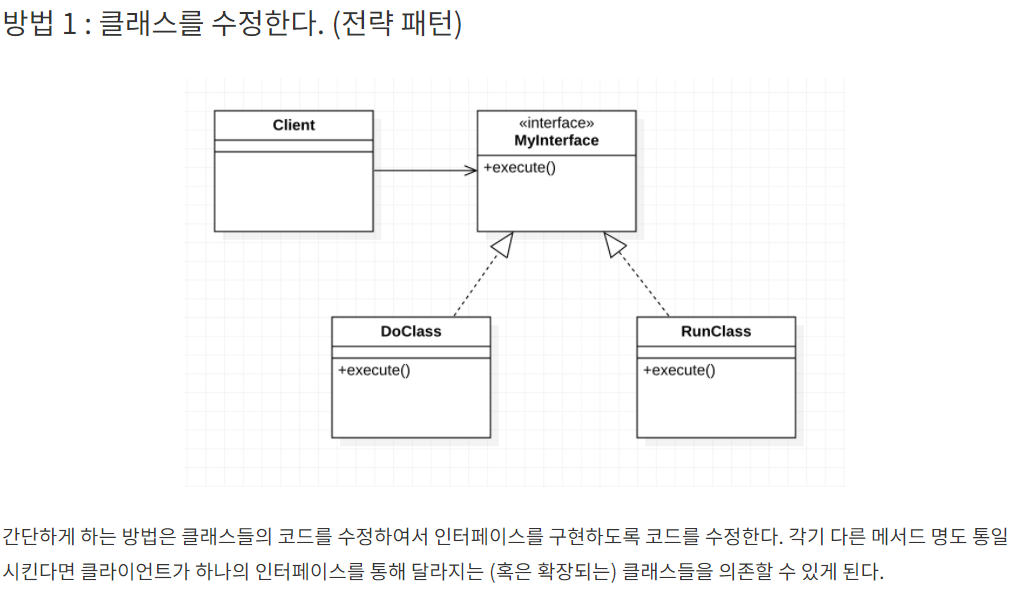 방법 1 : 클래스를 수정한다. (전략 패턴)
Client
«interface»
MyInterface
+execute()
DoClass
+execute()
RunClass
+execute()
간단하게 하는 방법은 클래스들의 코드를 수정하여서 인터페이스를 구현하도록 코드를 수정한다. 각기 다른 메서드 명도 통일
시킨다면 클라이언트가 하나의 인터페이스를 통해 달라지는 (혹은 확장되는) 클래스들을 의존할 수 있게 된다.